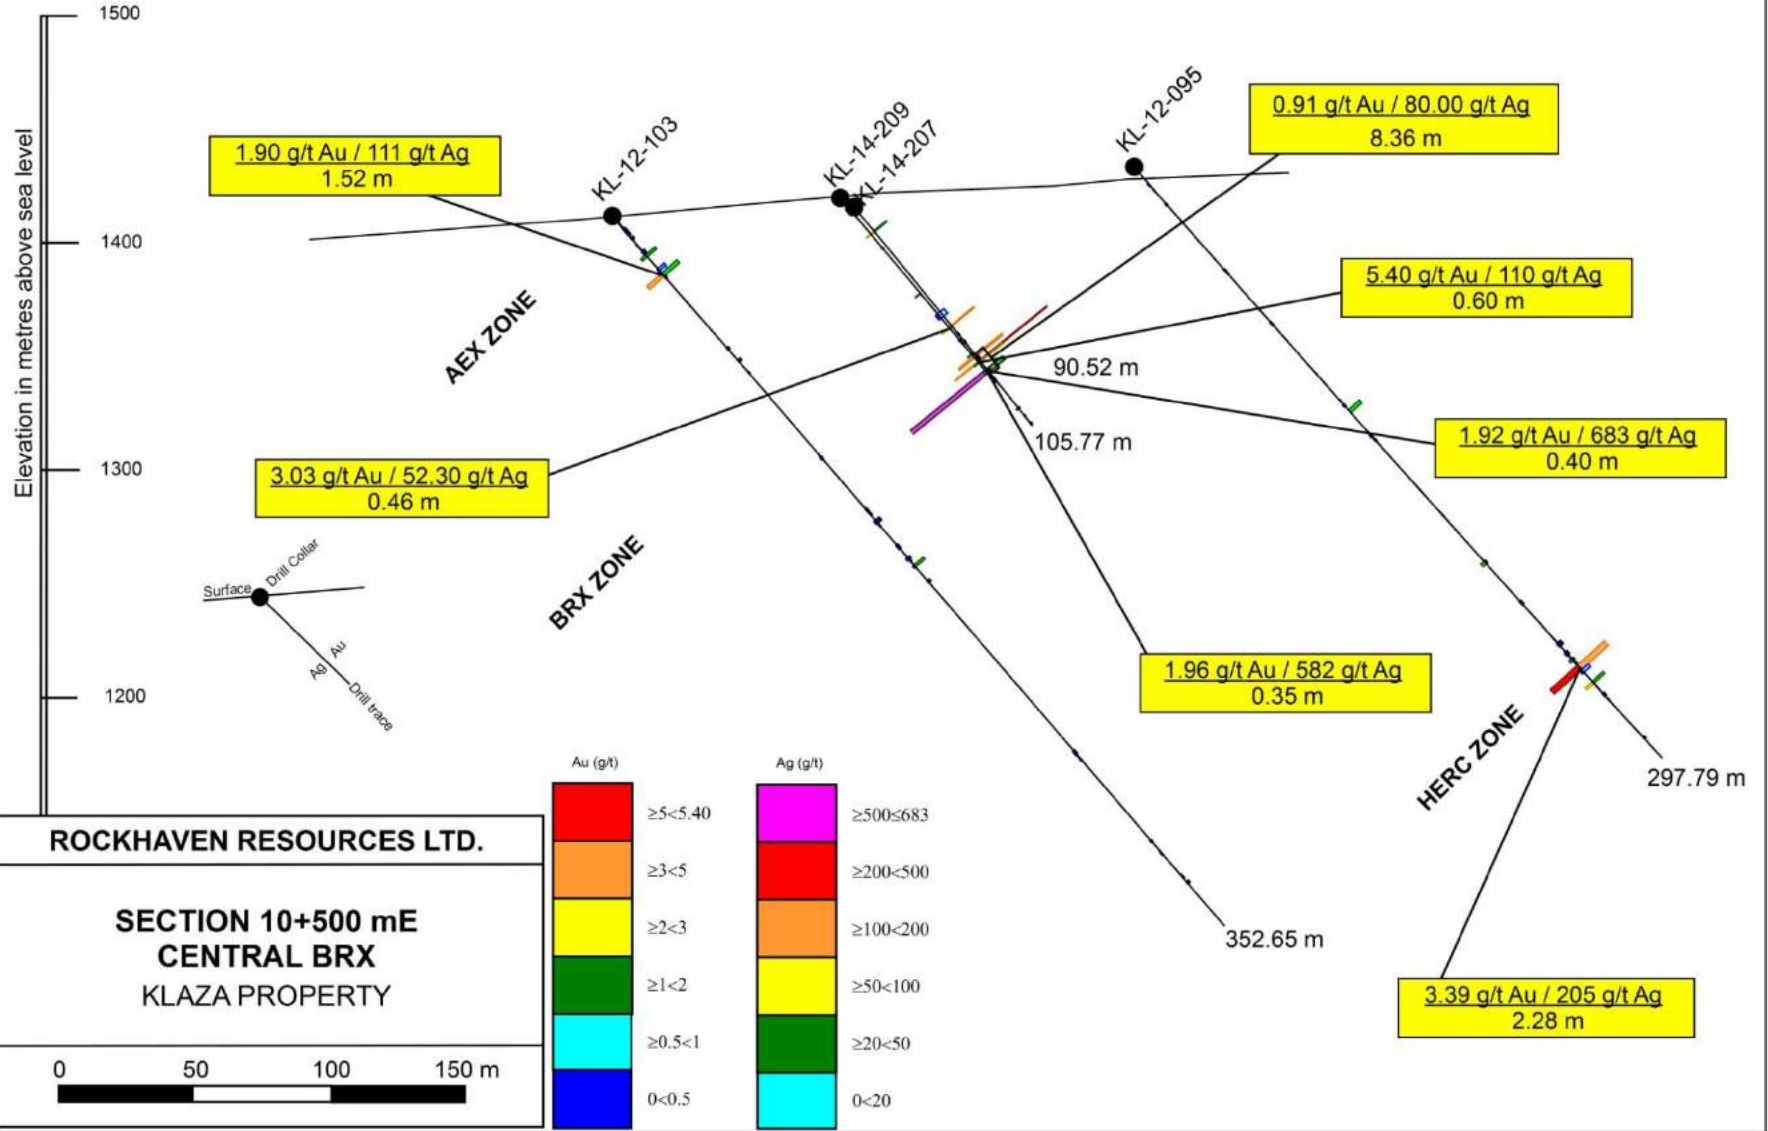 1500
KL-12-095
0.91 g/t Au / 80.00 g/t Ag
8.36 m
KL-12-103
KL-14-209
KL-14-207
1.90 g/t Au / 111 g/t Ag
1.52 m
Elevation in metres above sea level
1400
5.40 g/t Au / 110 g/t Ag
0.60 m
AEX ZONE
90.52 m
105.77 m
1.92 g/t Au / 683 g/t Ag
0.40 m
1300
3.03 g/t Au / 52.30 g/t Ag
0.46 m
BRX ZONE
Surface
Drill Collar
Au
Ag
Drill trace
1.96 g/t Au / 582 g/t Ag
0.35 m
1200
HERC ZONE
297.79 m
352.65 m
3.39 g/t Au / 205 g/t Ag
2.28 m
Au (g/t)
≥5<5.40
≥3<5
≥2<3
≥1<2
≥0.5<1
0<0.5
Ag (g/t)
≥500≤683
≥200<500
≥100<200
≥50<100
≥20<50
0<20
ROCKHAVEN RESOURCES LTD.
SECTION 10+500 mE
CENTRAL BRX
KLAZA PROPERTY
0 50 100 150 m